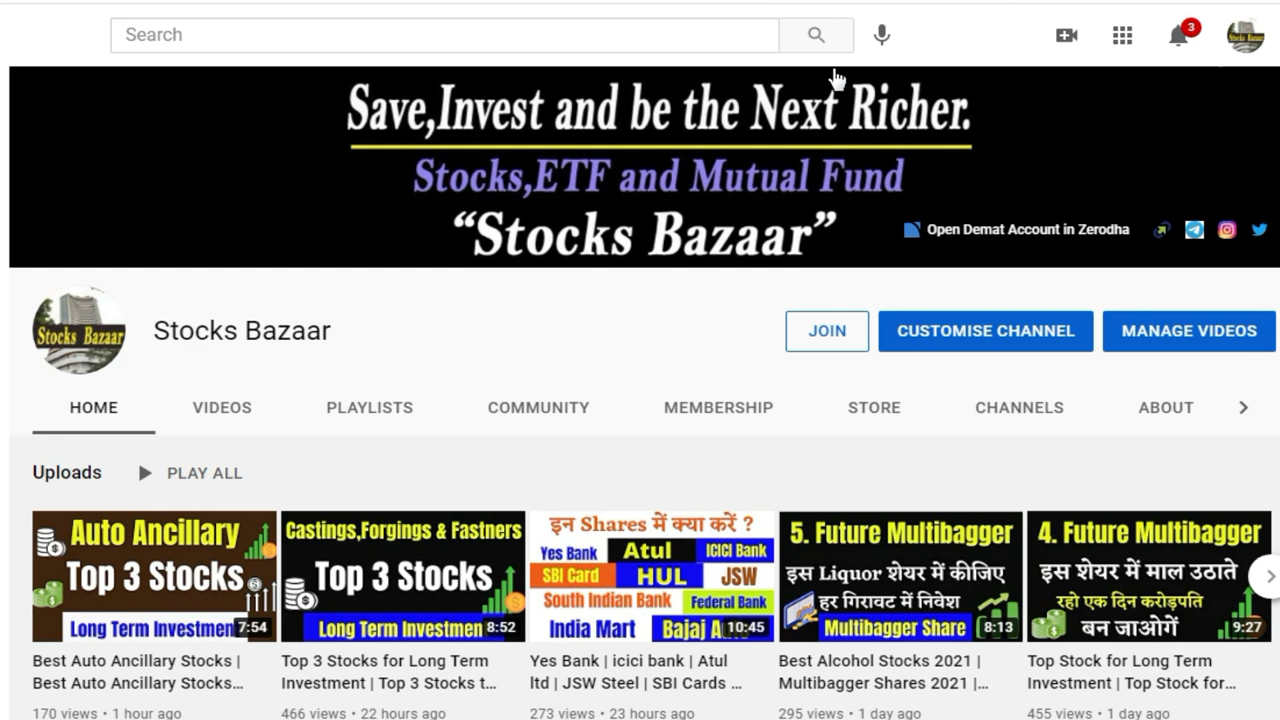 Search
3
Stocks Bazaar
Save,Invest and be the Next Richer.
Stocks,ETF and Mutual Fund
“Stocks Bazaar”
Open Demat Account in Zerodha
Stocks Bazaar
Stocks Bazaar
JOIN
CUSTOMISE CHANNEL
MANAGE VIDEOS
HOME
VIDEOS
PLAYLISTS
COMMUNITY
MEMBERSHIP
STORE
CHANNELS
ABOUT
Uploads
PLAY ALL
Auto Ancillary
Top 3 Stocks
Long Term
7:54
Best Auto Ancillary Stocks |
Best Auto Ancillary Stocks...
170 views • 1 hour ago
Castings,Forgings & Fastners
Top 3 Stocks
Long Term
8:52
Top 3 Stocks for Long Term
Investment | Top 3 Stocks t...
466 views • 22 hours ago
इन Shares में क्या करें ?
Yes Bank Atul ICICI Bank
SBI Card HUL JSW
South Indian Bank Federal Bank
India Mart Bajaj
10:45
Yes Bank | icici bank | Atul
ltd | JSW Steel | SBI Cards ...
273 views • 23 hours ago
5. Future Multibagger
इस Liquor शेयर में कीजिए
हर गिरावट में निवेश
Multibagger Share
8:13
Best Alcohol Stocks 2021 |
Multibagger Shares 2021 |...
295 views • 1 day ago
4. Future Multibagger
इस शेयर में माल उठाते
रहो एक दिन करोड़पति
बन जाओगें
9:27
Top Stock for Long Term
Investment | Top Stock for...
455 views • 1 day ago